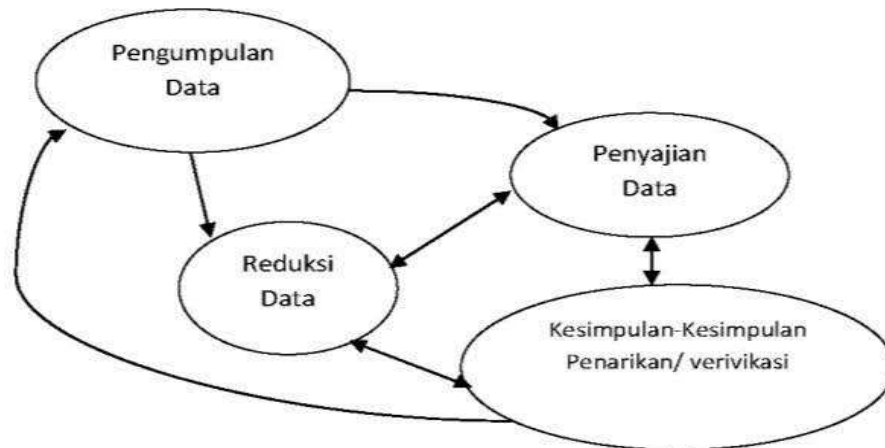 Pengumpulan
Data
Penyajian
Data
Reduksi
Data
Kesimpulan-Kesimpulan
Penarikan/ verivikasi